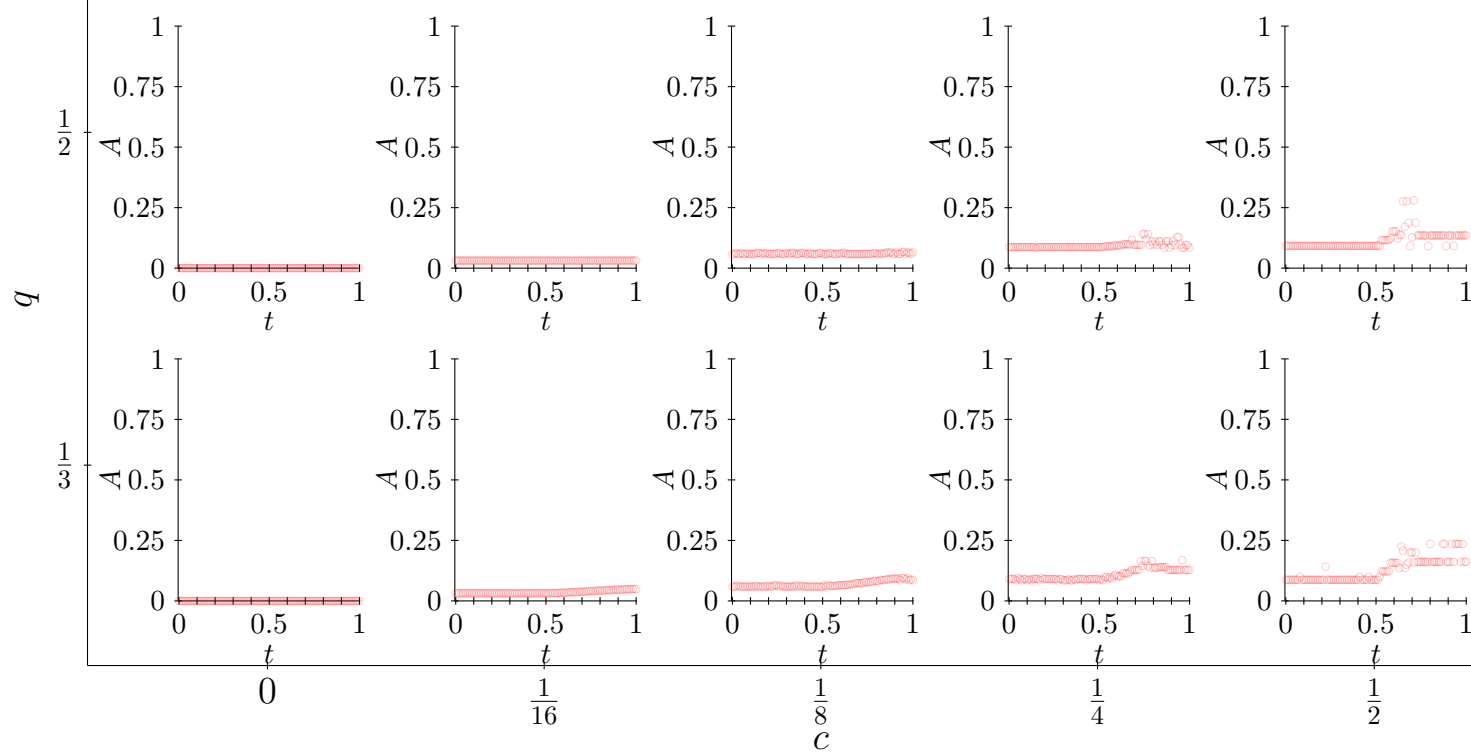 1 1 1 1 1
0.75 0.75 0.75 0.75 0.75
1/2 A 0.5 A 0.5 A 0.5 A 0.5 A 0.5
0.25 0.25 0.25 0.25 0.25
0 0 0 0 0
0 0.5 1 0 0.5 1 0 0.5 1 0 0.5 1 0 0.5 1
t t t t t
q
1 1 1 1 1
0.75 0.75 0.75 0.75 0.75
1/3 A 0.5 A 0.5 A 0.5 A 0.5 A 0.5
0.25 0.25 0.25 0.25 0.25
0 0 0 0 0
0 0.5 1 0 0.5 1 0 0.5 1 0 0.5 1 0 0.5 1
t t t t t
0 1/16 1/8 1/4 1/2
c